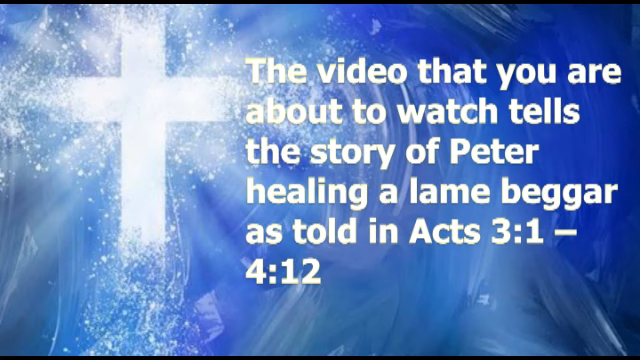 The video that you are
about to watch tells
the story of Peter
healing a lame beggar
as told in Acts 3:1 –
4:12